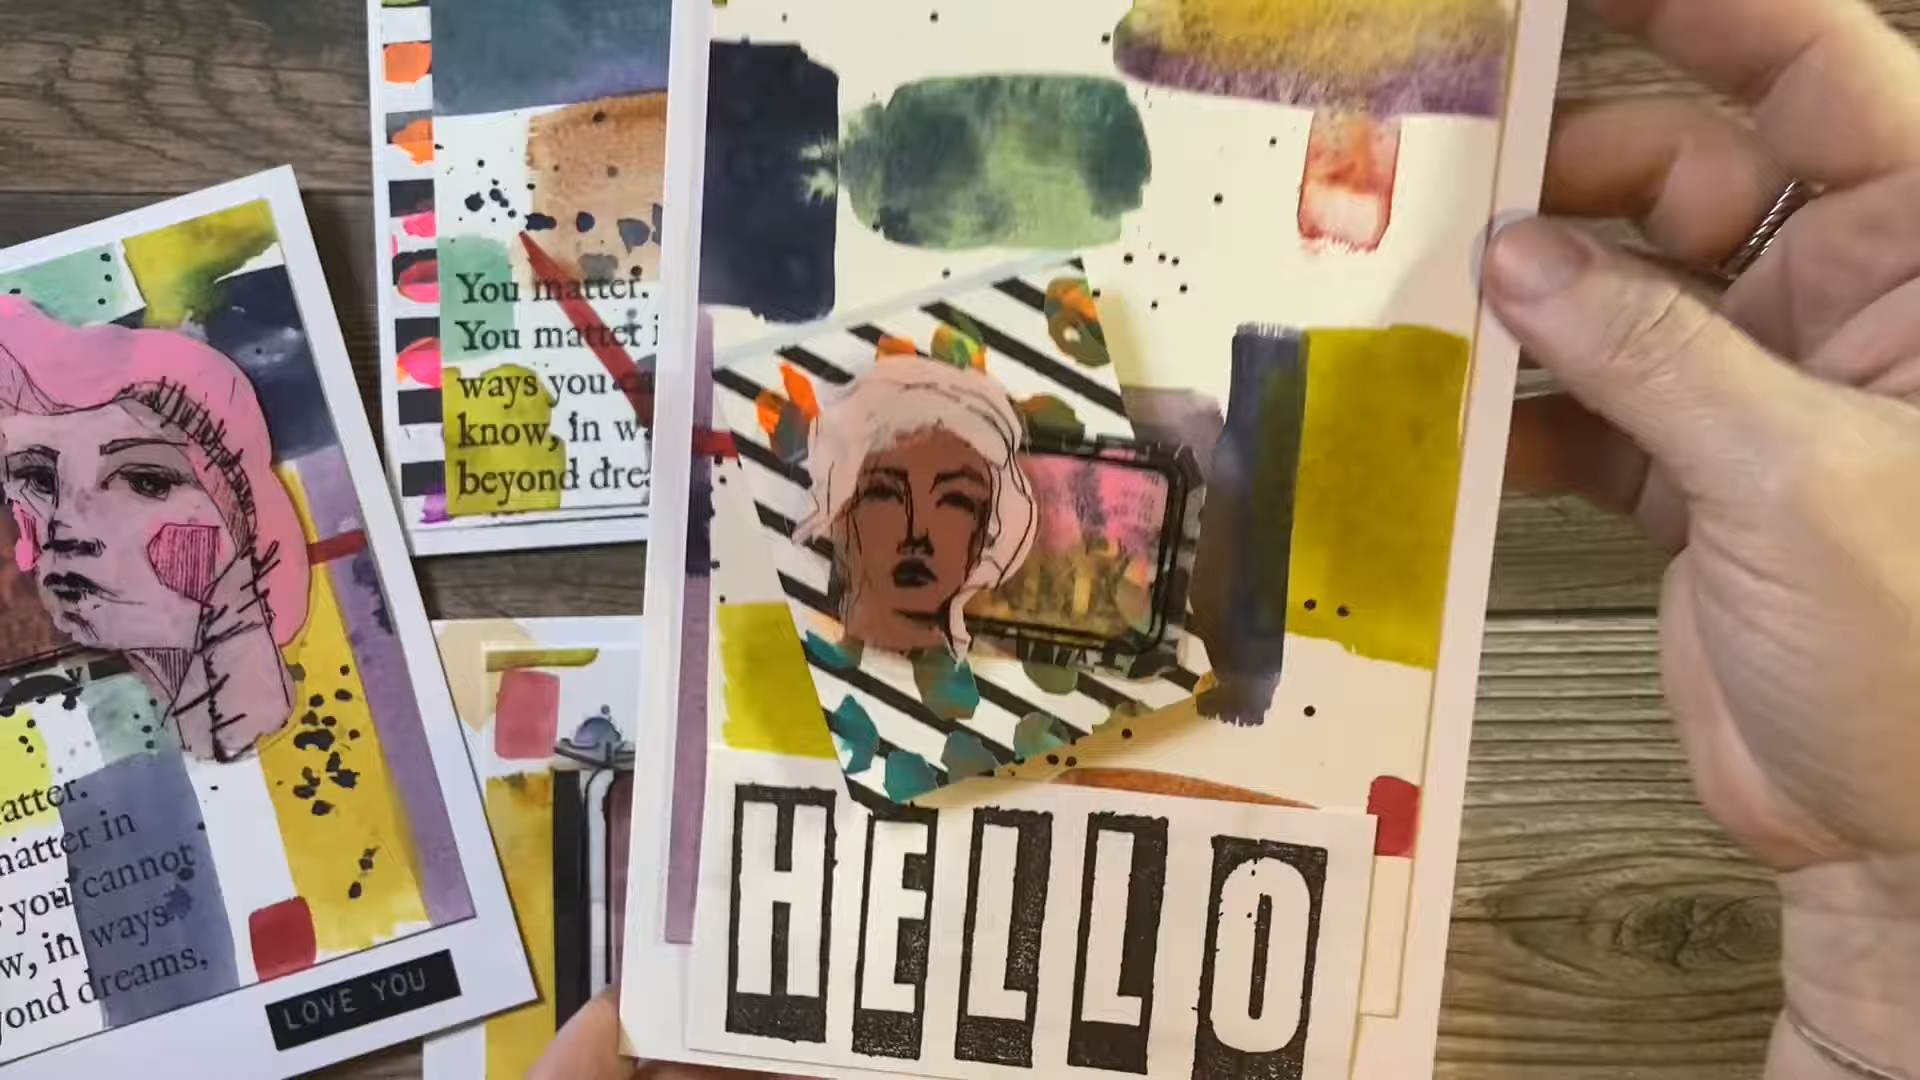 You matter.
You matter
ways you
know, in
beyond
HELLO
atter.
matter in
you cannot
w, in ways
yond dreams,
LOVE YOU